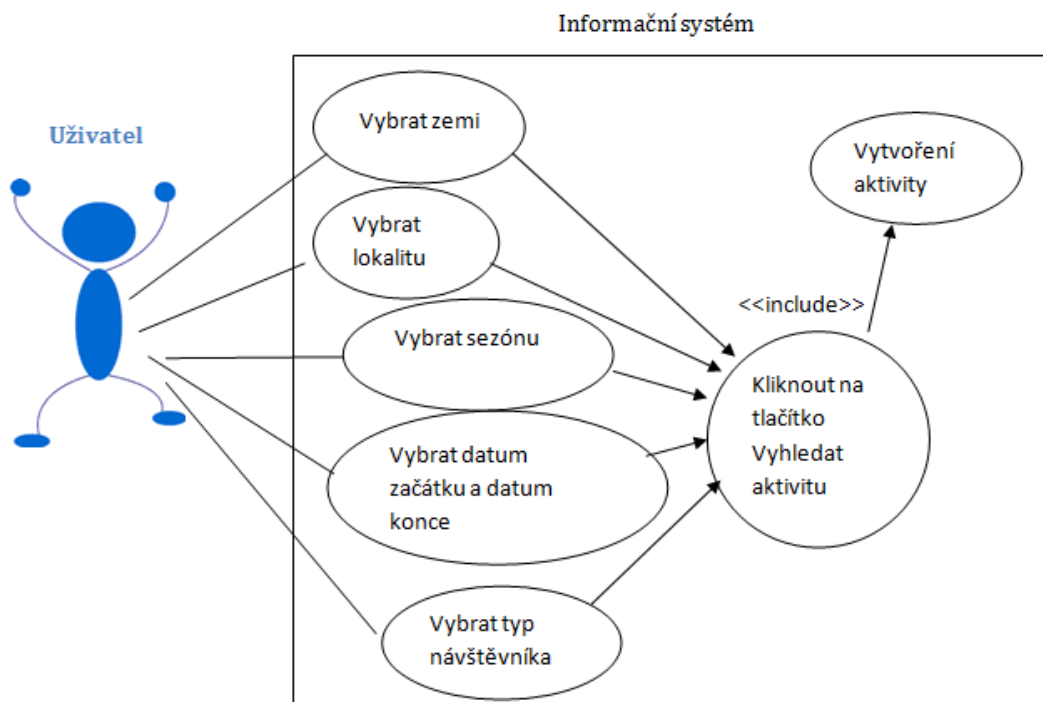 Informační systém
Uživatel
Vybrat zemi
Vytvoření
aktivity
Vybrat
lokalitu
<<include>>
Vybrat sezónu
Kliknout na
tlačítko
Vyhledat
aktivitu
Vybrat datum
začátku a datum
konce
Vybrat typ
návštěvníka